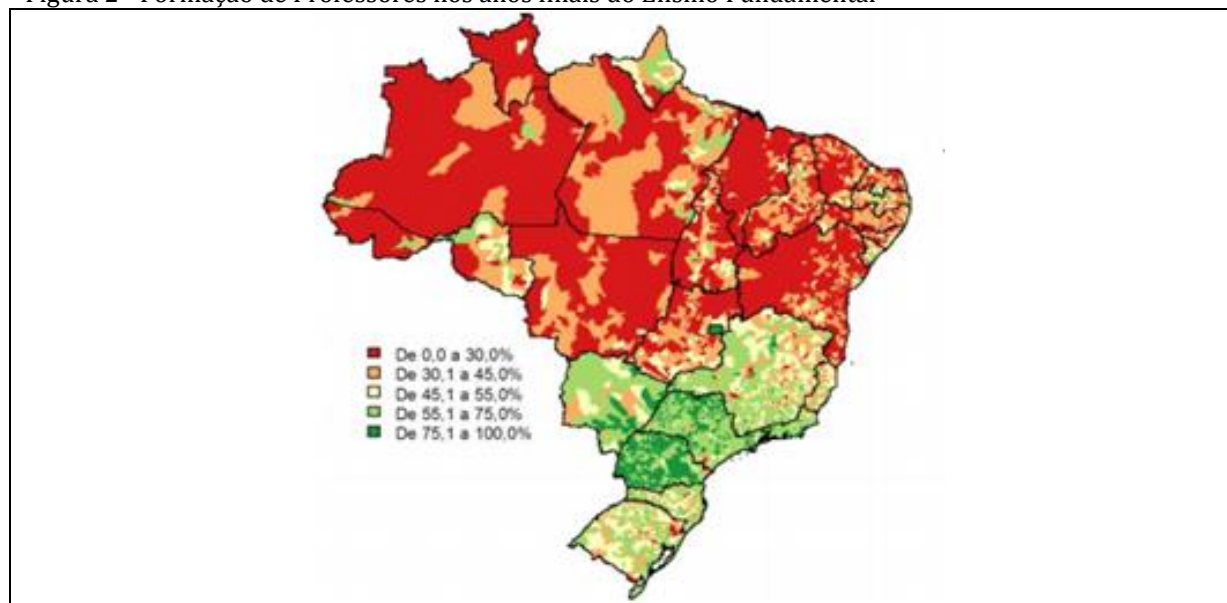 Figura 2 - Formação de Professores nos anos finais do Ensino Fundamental
De 0,0 a 30,0%
De 30,1 a 45,0%
De 45,1 a 55,0%
De 55,1 a 75,0%
De 75,1 a 100,0%